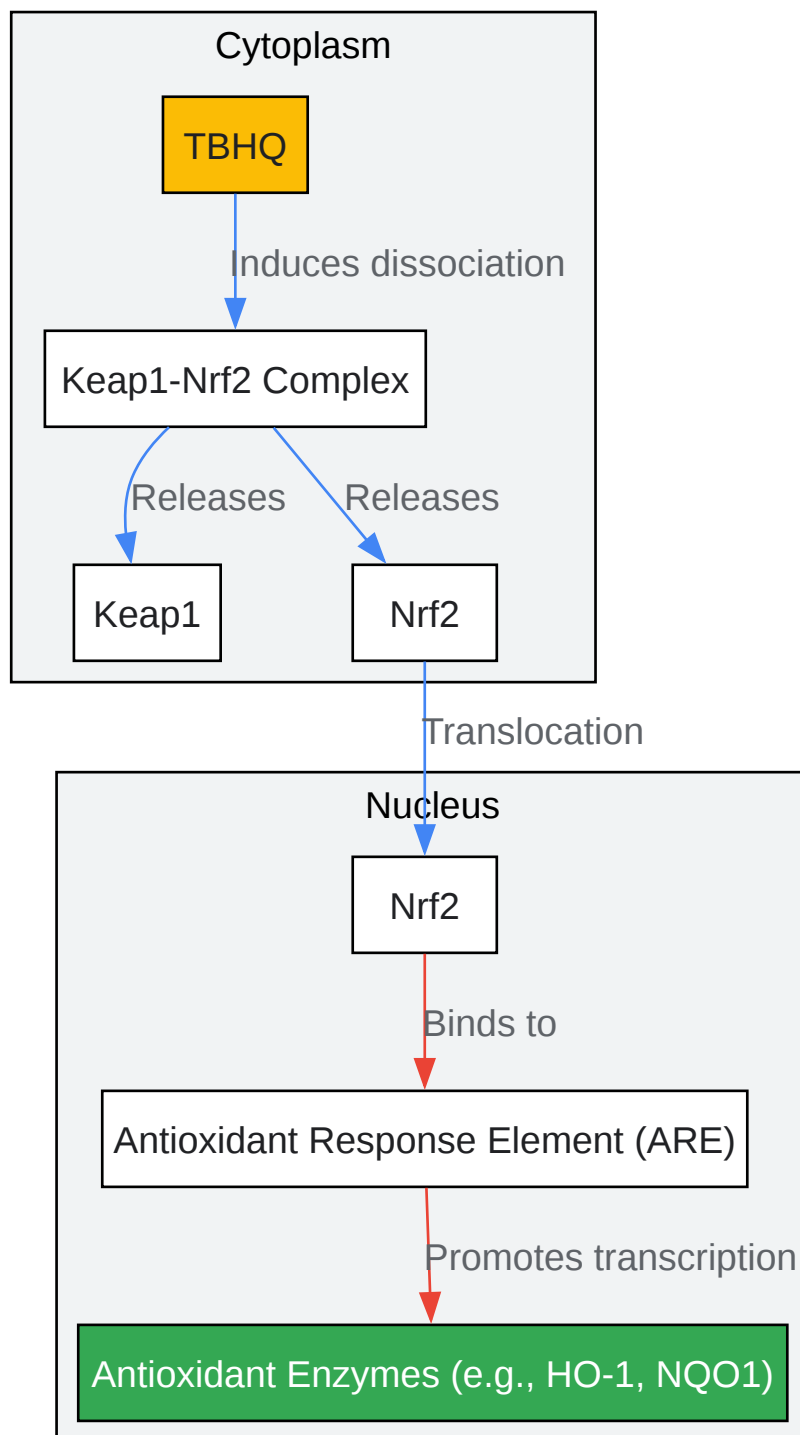 Cytoplasm
TBHQ
Induces dissociation
Keap1-Nrf2 Complex
Releases
Releases
Keap1
Nrf2
Translocation
Nucleus
Nrf2
Binds to
Antioxidant Response Element (ARE)
Promotes transcription
Antioxidant Enzymes (e.g., HO-1, NQO1)